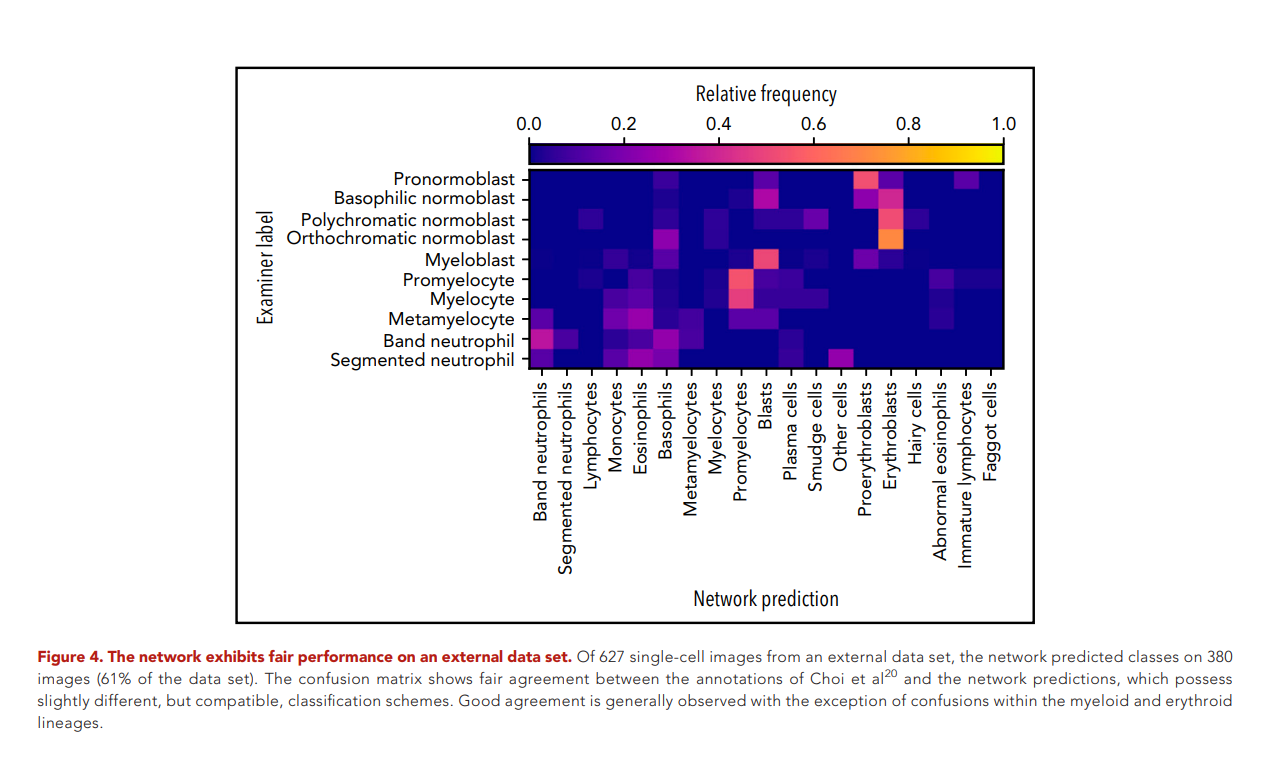 Relative frequency
0.0 0.2 0.4 0.6 0.8 1.0
Examiner label
Pronormoblast
Basophilic normoblast
Polychromatic normoblast
Orthochromatic normoblast
Myeloblast
Promyelocyte
Myelocyte
Metamyelocyte
Band neutrophil
Segmented neutrophil
Band neutrophils
Segmented neutrophils
Lymphocytes
Monocytes
Eosinophils
Basophils
Metamyelocytes
Myelocytes
Promyelocytes
Blasts
Plasma cells
Smudge cells
Other cells
Proerythroblasts
Erythroblasts
Hairy cells
Abnormal eosinophils
Immature lymphocytes
Faggot cells
Network prediction
Figure 4. The network exhibits fair performance on an external data set. Of 627 single-cell images from an external data set, the network predicted classes on 380
images (61% of the data set). The confusion matrix shows fair agreement between the annotations of Choi et al20 and the network predictions, which possess
slightly different, but compatible, classification schemes. Good agreement is generally observed with the exception of confusions within the myeloid and erythroid
lineages.